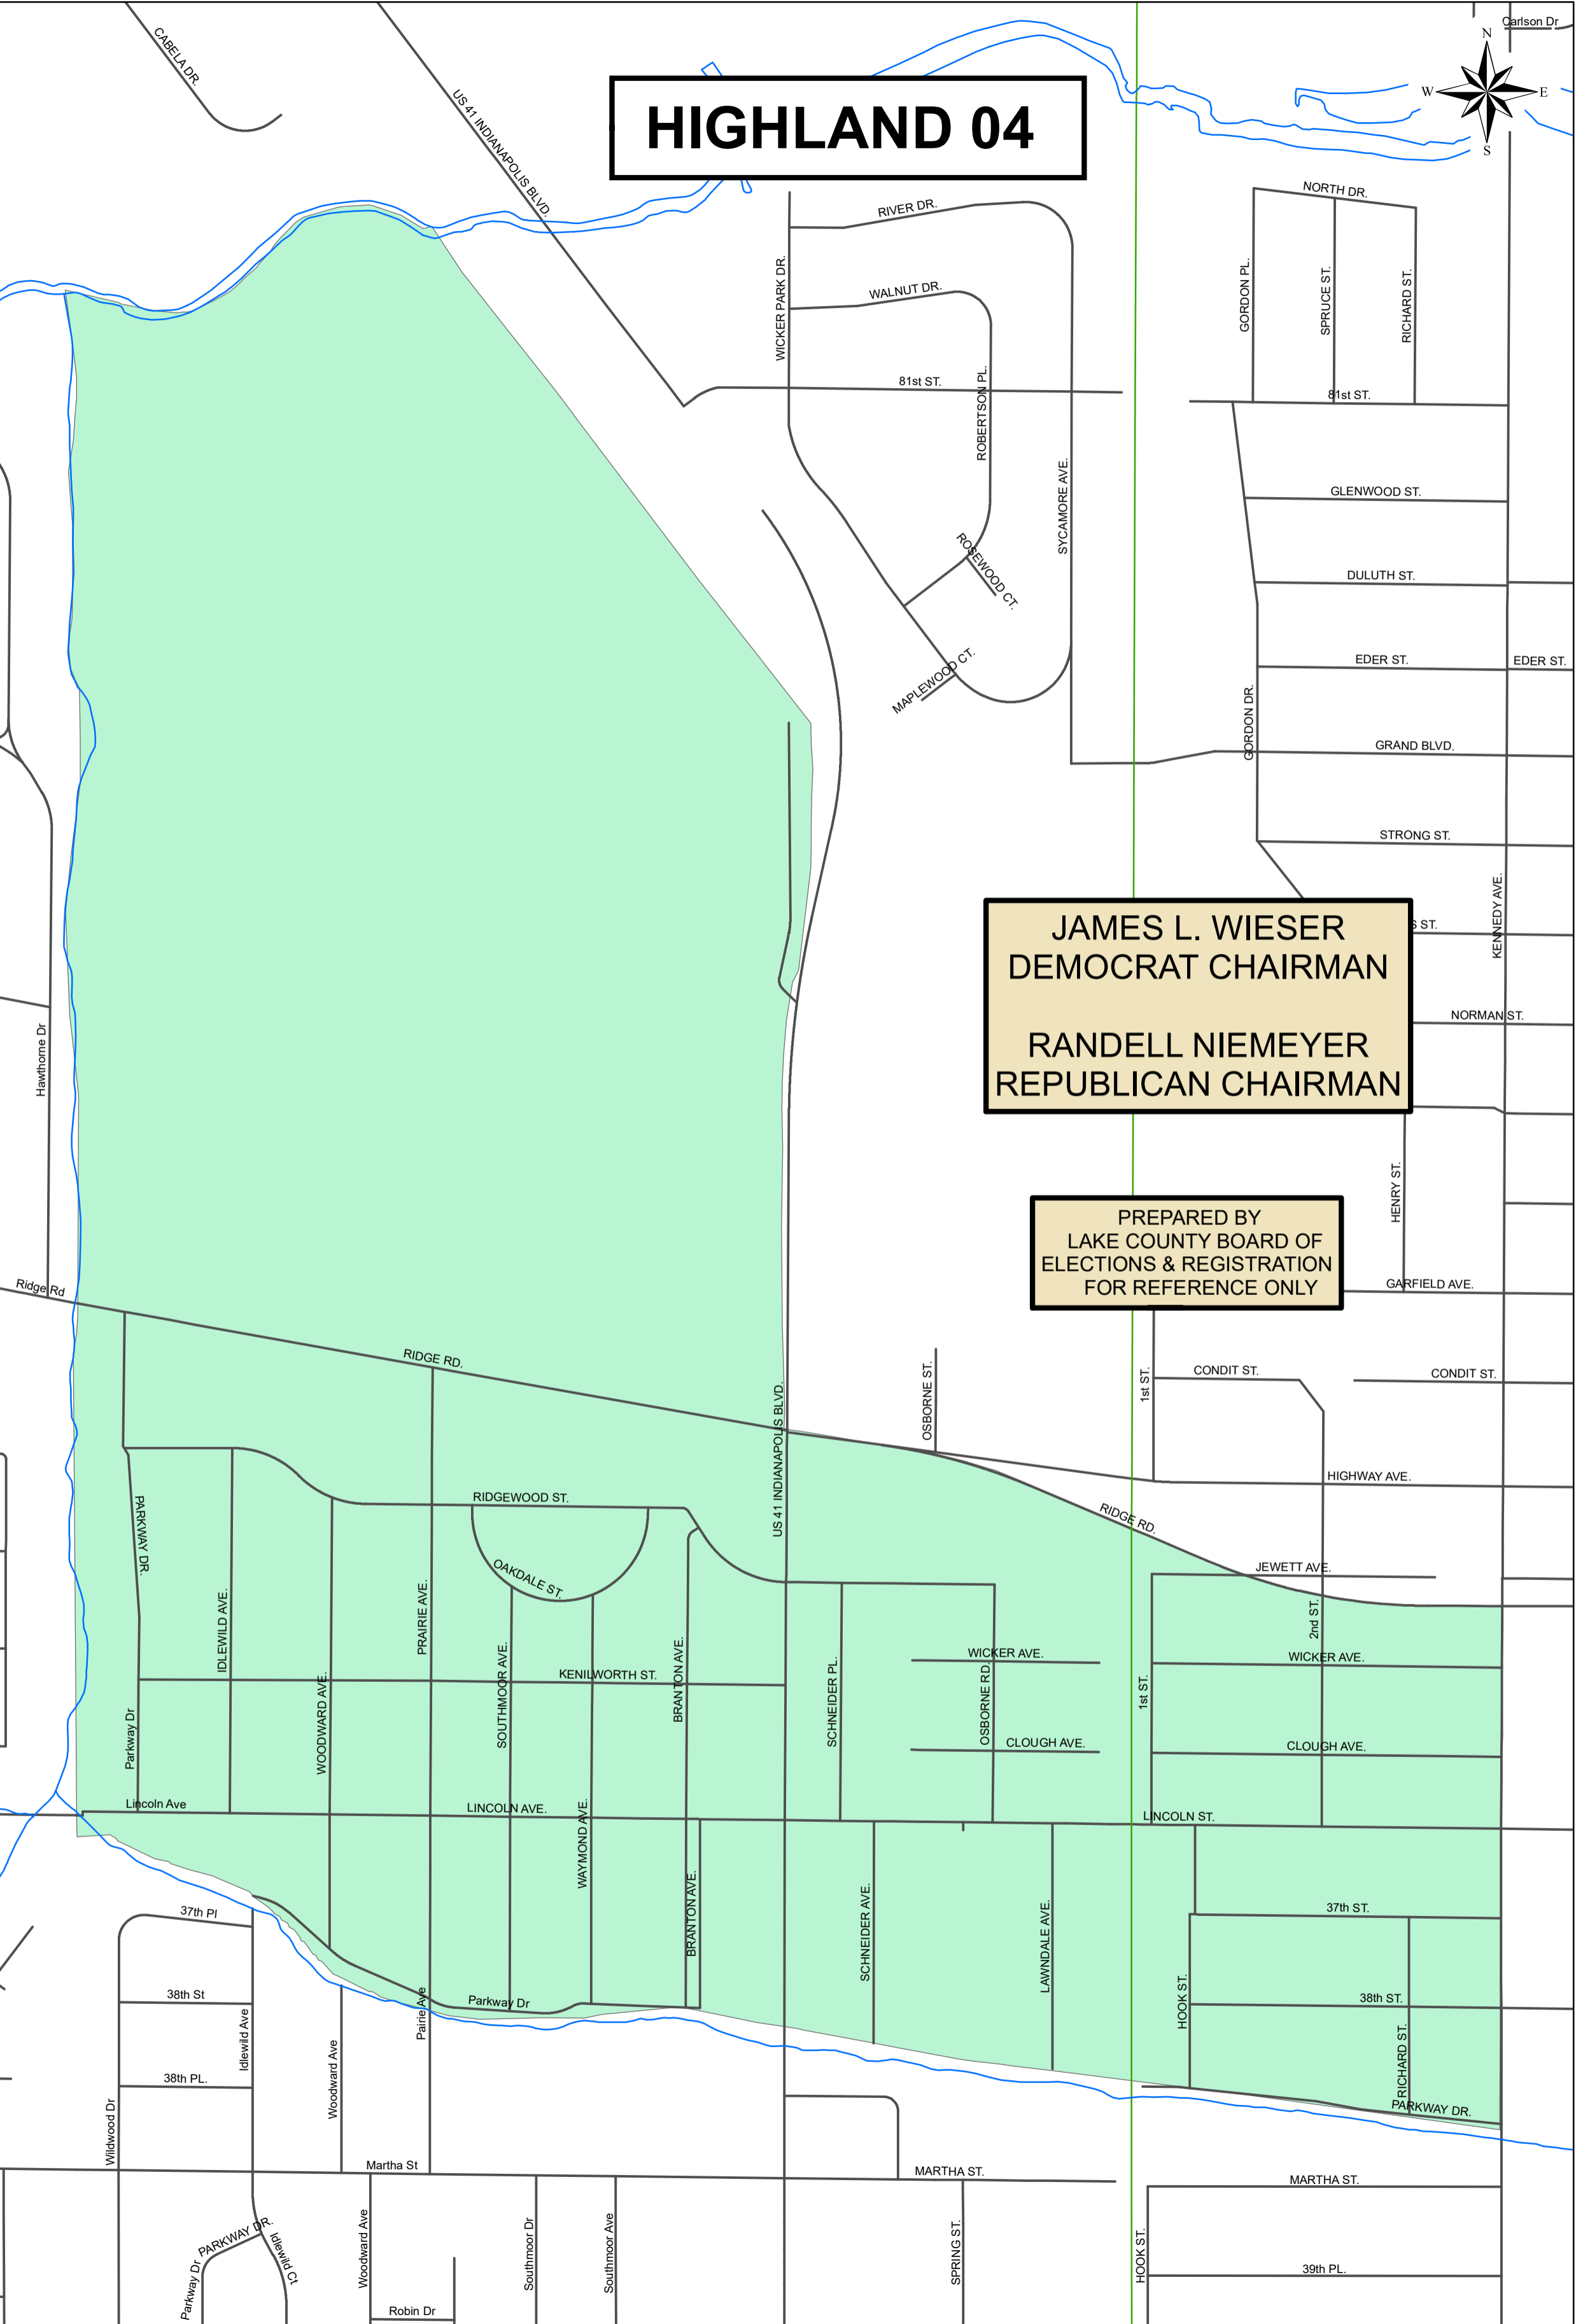 Carlson Dr
N
W
E
S
CABELA DR.
US 41 INDIANAPOLIS BLVD.
HIGHLAND 04
NORTH DR.
RIVER DR.
WICKER PARK DR.
WALNUT DR.
GORDON PL.
SPRUCE ST.
RICHARD ST.
81st ST.
81st ST.
ROBERTSON PL.
SYCAMORE AVE.
GLENWOOD ST.
ROSEWOOD CT.
DULUTH ST.
MAPLEWOOD CT.
EDER ST.
EDER ST.
GORDON DR.
GRAND BLVD.
STRONG ST.
KENNEDY AVE.
JAMES L. WIESER
DEMOCRAT CHAIRMAN
RANDELL NIEMEYER
REPUBLICAN CHAIRMAN
S ST.
NORMAN ST.
Hawthorne Dr
HENRY ST.
PREPARED BY
LAKE COUNTY BOARD OF
ELECTIONS & REGISTRATION
FOR REFERENCE ONLY
GARFIELD AVE.
Ridge Rd
RIDGE RD.
US 41 INDIANAPOLIS BLVD.
OSBORNE ST.
1st ST.
CONDIT ST.
CONDIT ST.
HIGHWAY AVE.
RIDGE RD.
RIDGEWOOD ST.
PARKWAY DR.
OAKDALE ST.
JEWETT AVE.
IDLEWILD AVE.
PRAIRIE AVE.
2nd ST.
WICKER AVE.
WICKER AVE.
KENILWORTH ST.
WOODWARD AVE.
SOUTHMOOR AVE.
BRANTON AVE.
SCHNEIDER PL.
OSBORNE RD.
1st ST.
Parkway Dr
CLOUGH AVE.
CLOUGH AVE.
Lincoln Ave
LINCOLN AVE.
LINCOLN ST.
WAYMOND AVE.
BRANTON AVE.
SCHNEIDER AVE.
LAWNDALE AVE.
37th Pl
37th ST.
HOOK ST.
38th St
Parkway Dr
38th ST.
Idlewild Ave
Pairie Ave
Woodward Ave
RICHARD ST.
38th PL.
PARKWAY DR.
Wildwood Dr
Martha St
MARTHA ST.
MARTHA ST.
PARKWAY DR.
Idlewild Ct
Parkway Dr
Woodward Ave
Southmoor Dr
Southmoor Ave
SPRING ST.
HOOK ST.
39th PL.
Robin Dr